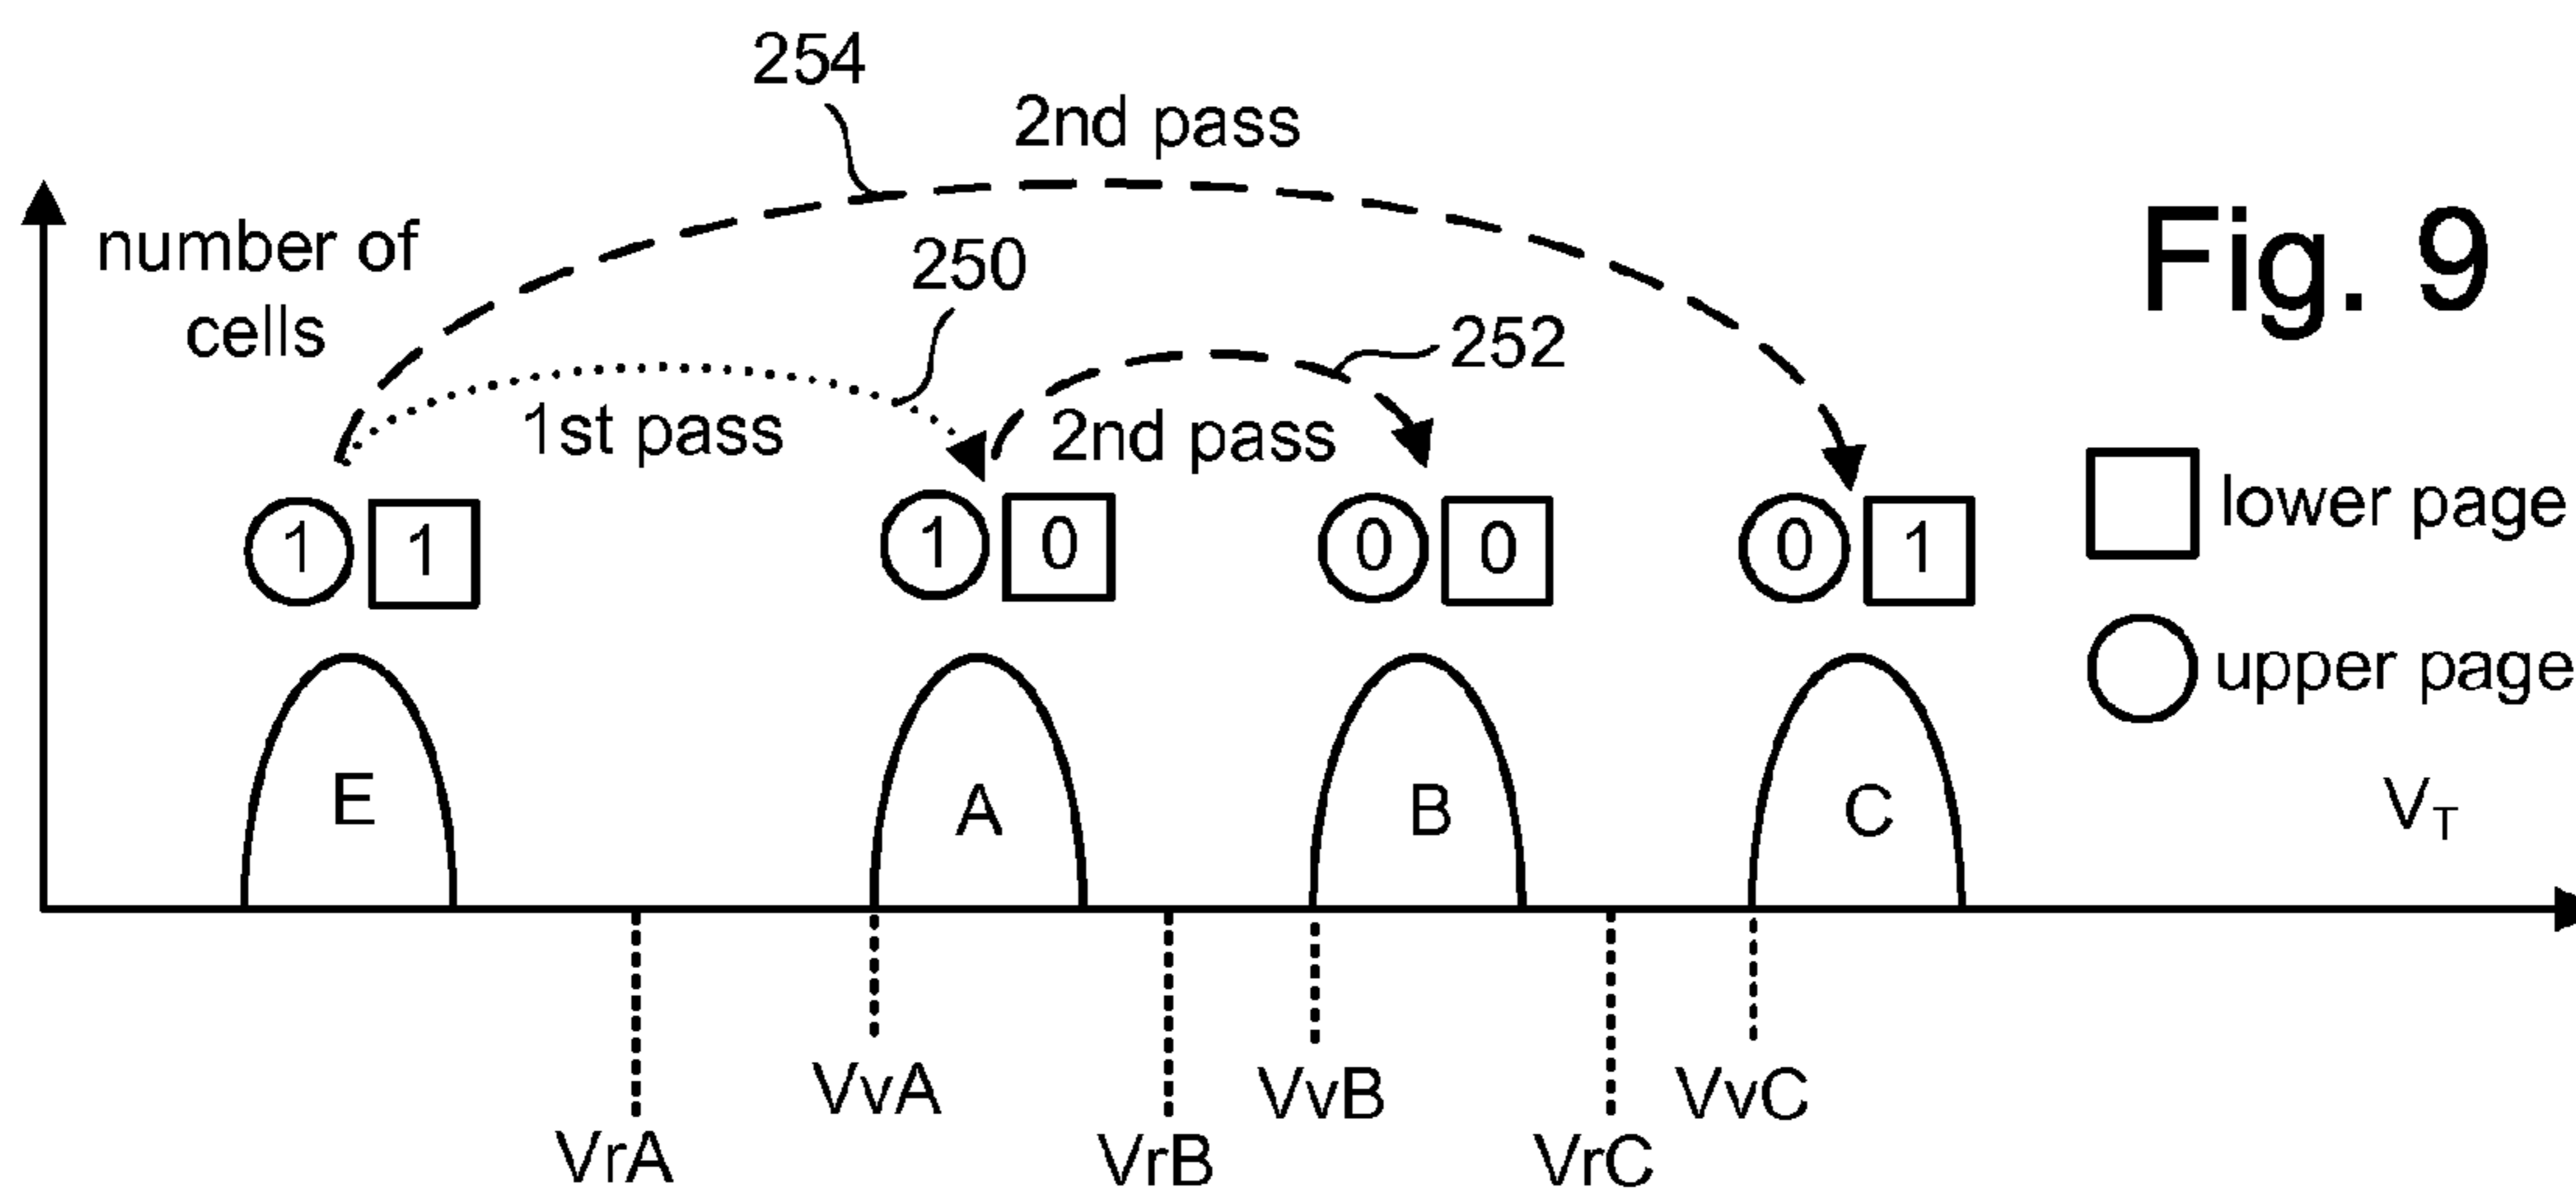 254
2nd pass
Fig. 9
number of
cells
250
252
1st pass
2nd pass
1 1
1 0
0 0
0 1
lower page
upper page
E
A
B
C
VT
VvA
VvB
VvC
VrA
VrB
VrC